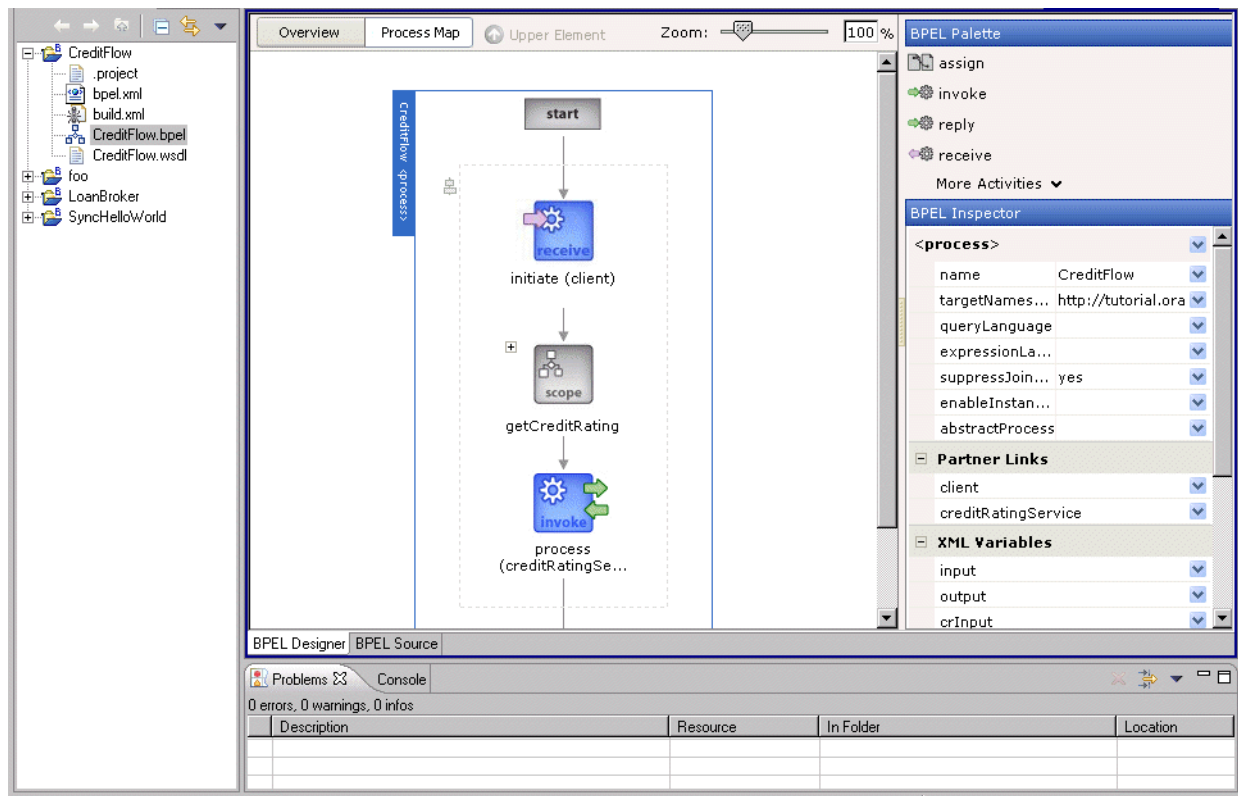 CreditFlow
.project
bpel.xml
build.xml
CreditFlow.bpel
CreditFlow.wsdl
foo
LoanBroker
SyncHelloWorld
Overview Process Map Upper Element Zoom: 100 %
CreditFlow <process>
start
receive
initiate (client)
scope
getCreditRating
invoke
process
(creditRatingSe...
BPEL Designer BPEL Source
BPEL Palette
assign
invoke
reply
receive
More Activities
BPEL Inspector
<process>
name CreditFlow
targetNames... http://tutorial.ora
queryLanguage
expressionLa...
suppressJoin... yes
enableInstan...
abstractProcess
Partner Links
client
creditRatingService
XML Variables
input
output
crInput
Problems Console
0 errors, 0 warnings, 0 infos
Description Resource In Folder Location